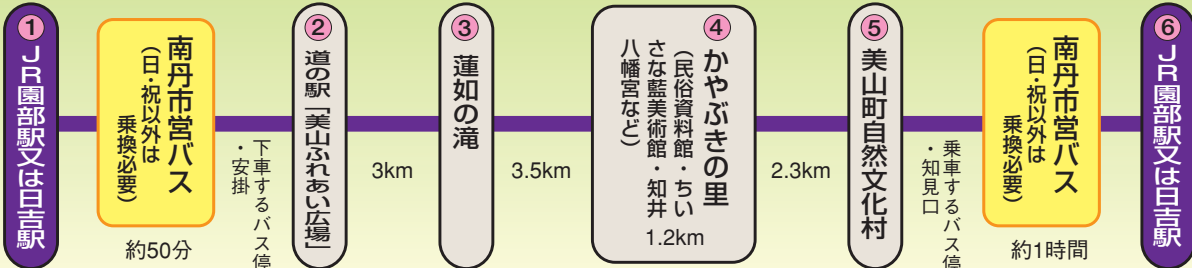 ①
JR園部駅又は日吉駅
南丹市営バス
(日・祝以外は
乗換必要)
約50分
下車するバス停
・安掛
②
道の駅「美山ふれあい広場」
3km
③
蓮如の滝
3.5km
④
かやぶきの里
(民俗資料館・ちい
さな藍美術館・知井
八幡宮など)
1.2km
2.3km
⑤
美山町自然文化村
乗車するバス停
・知見口
南丹市営バス
(日・祝以外は
乗換必要)
約1時間
⑥
JR園部駅又は日吉駅